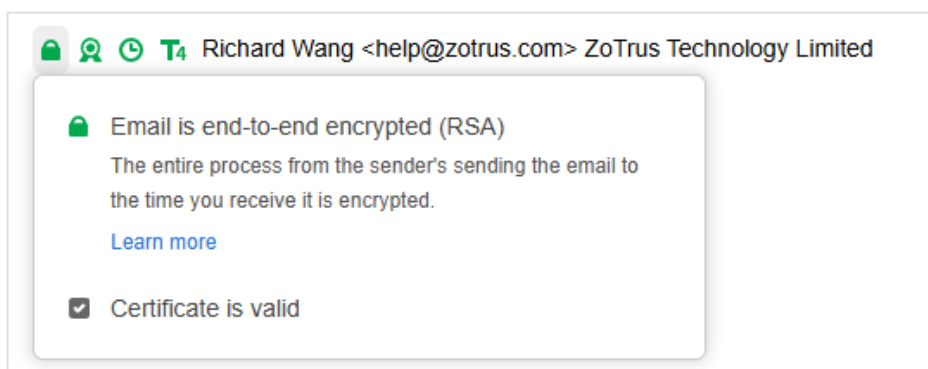 T4 Richard Wang <help@zotrus.com> ZoTrus Technology Limited
Email is end-to-end encrypted (RSA)
The entire process from the sender's sending the email to
the time you receive it is encrypted.
Learn more
Certificate is valid